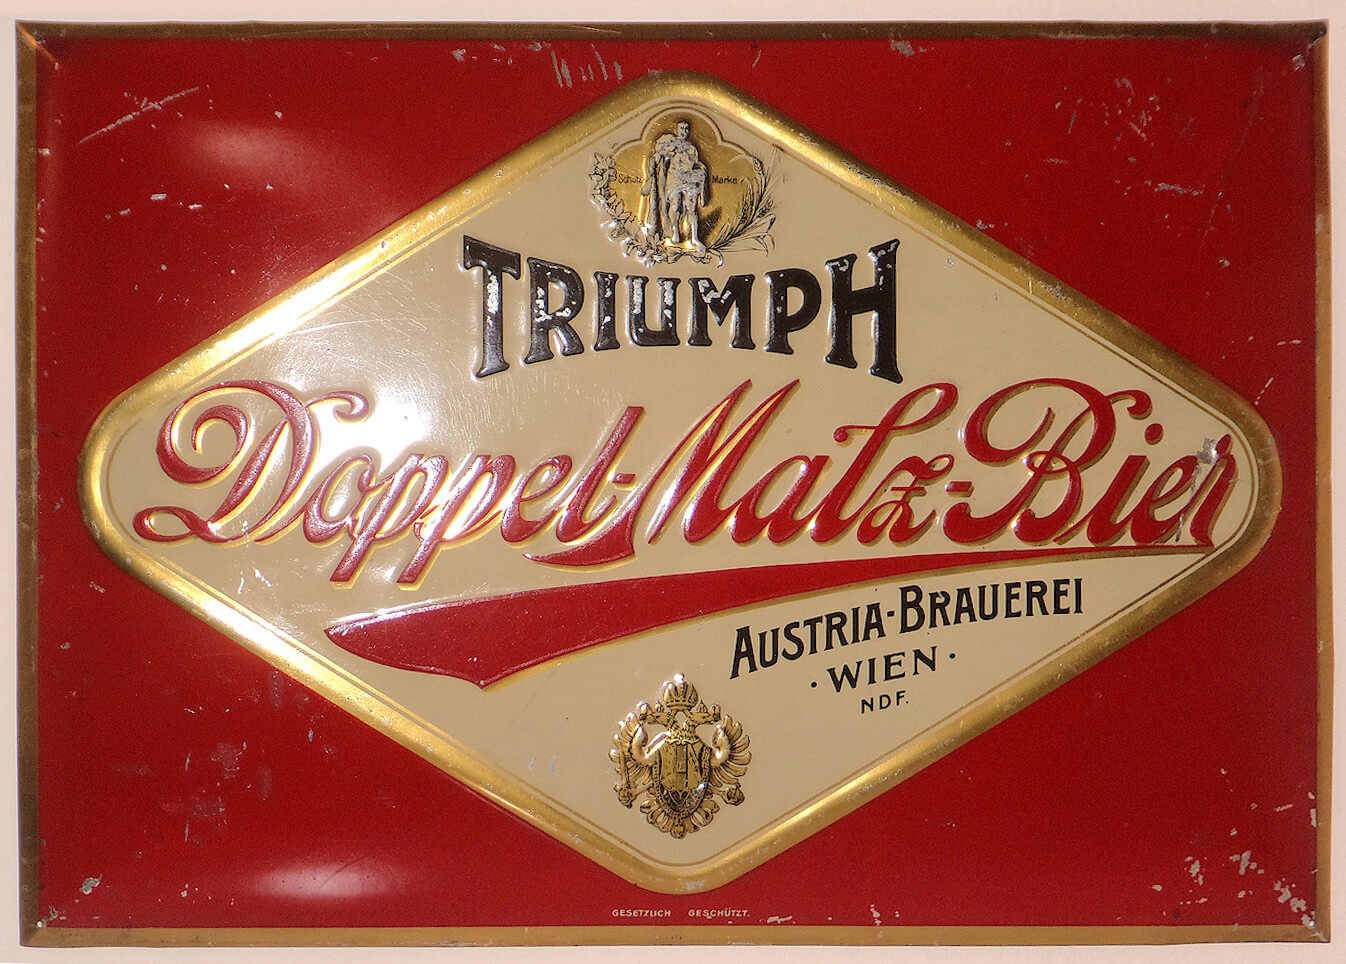 Schutz Marke
TRIUMPH
Doppel-Malz-Bier
AUSTRIA-BRAUEREI
· WIEN ·
NDF.
GESETZLICH GESCHÜTZT.